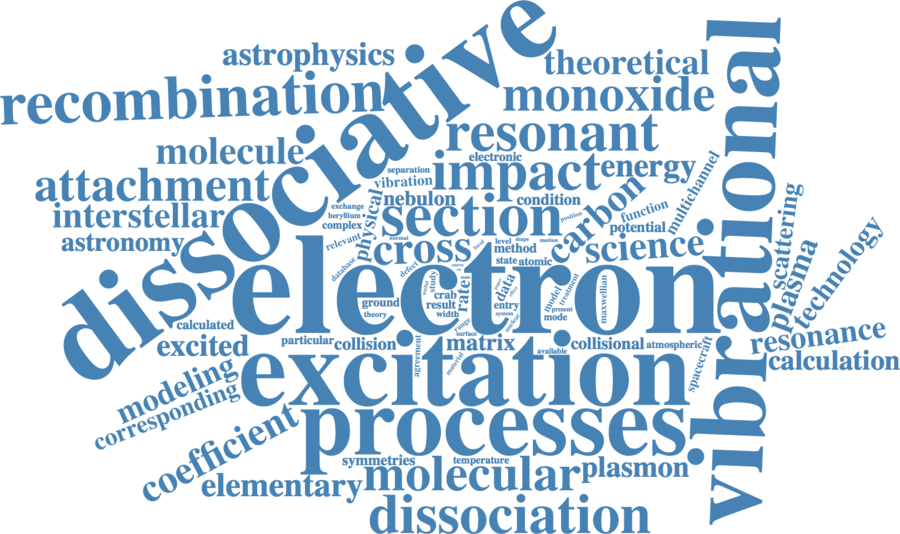 astrophysics
dissociative
vibrational
theoretical
recombination
monoxide
resonant
molecule
electronic
impact
energy
multichannel
separation
vibration
attachment
nebulon
condition
carbon
scattering
exchange
beryllium
complex
physical
section
position
function
potential
interstellar
astronomy
relevant
normal
cross
local
level
shape
motion
method
science
plasma
technology
database
defect
state
atomic
electron
study
crab
rate
data
model
treatment
maxwellian
ground
result
entry
theory
width
system
present
mode
calculated
range
nuclear
surface
resonance
excited
particular
collision
agreement
matrix
material
available
collisional
atmospheric
spacecraft
calculation
excitation
modeling
corresponding
processes
coefficient
symmetries
temperature
elementary
molecular
plasmon
dissociation